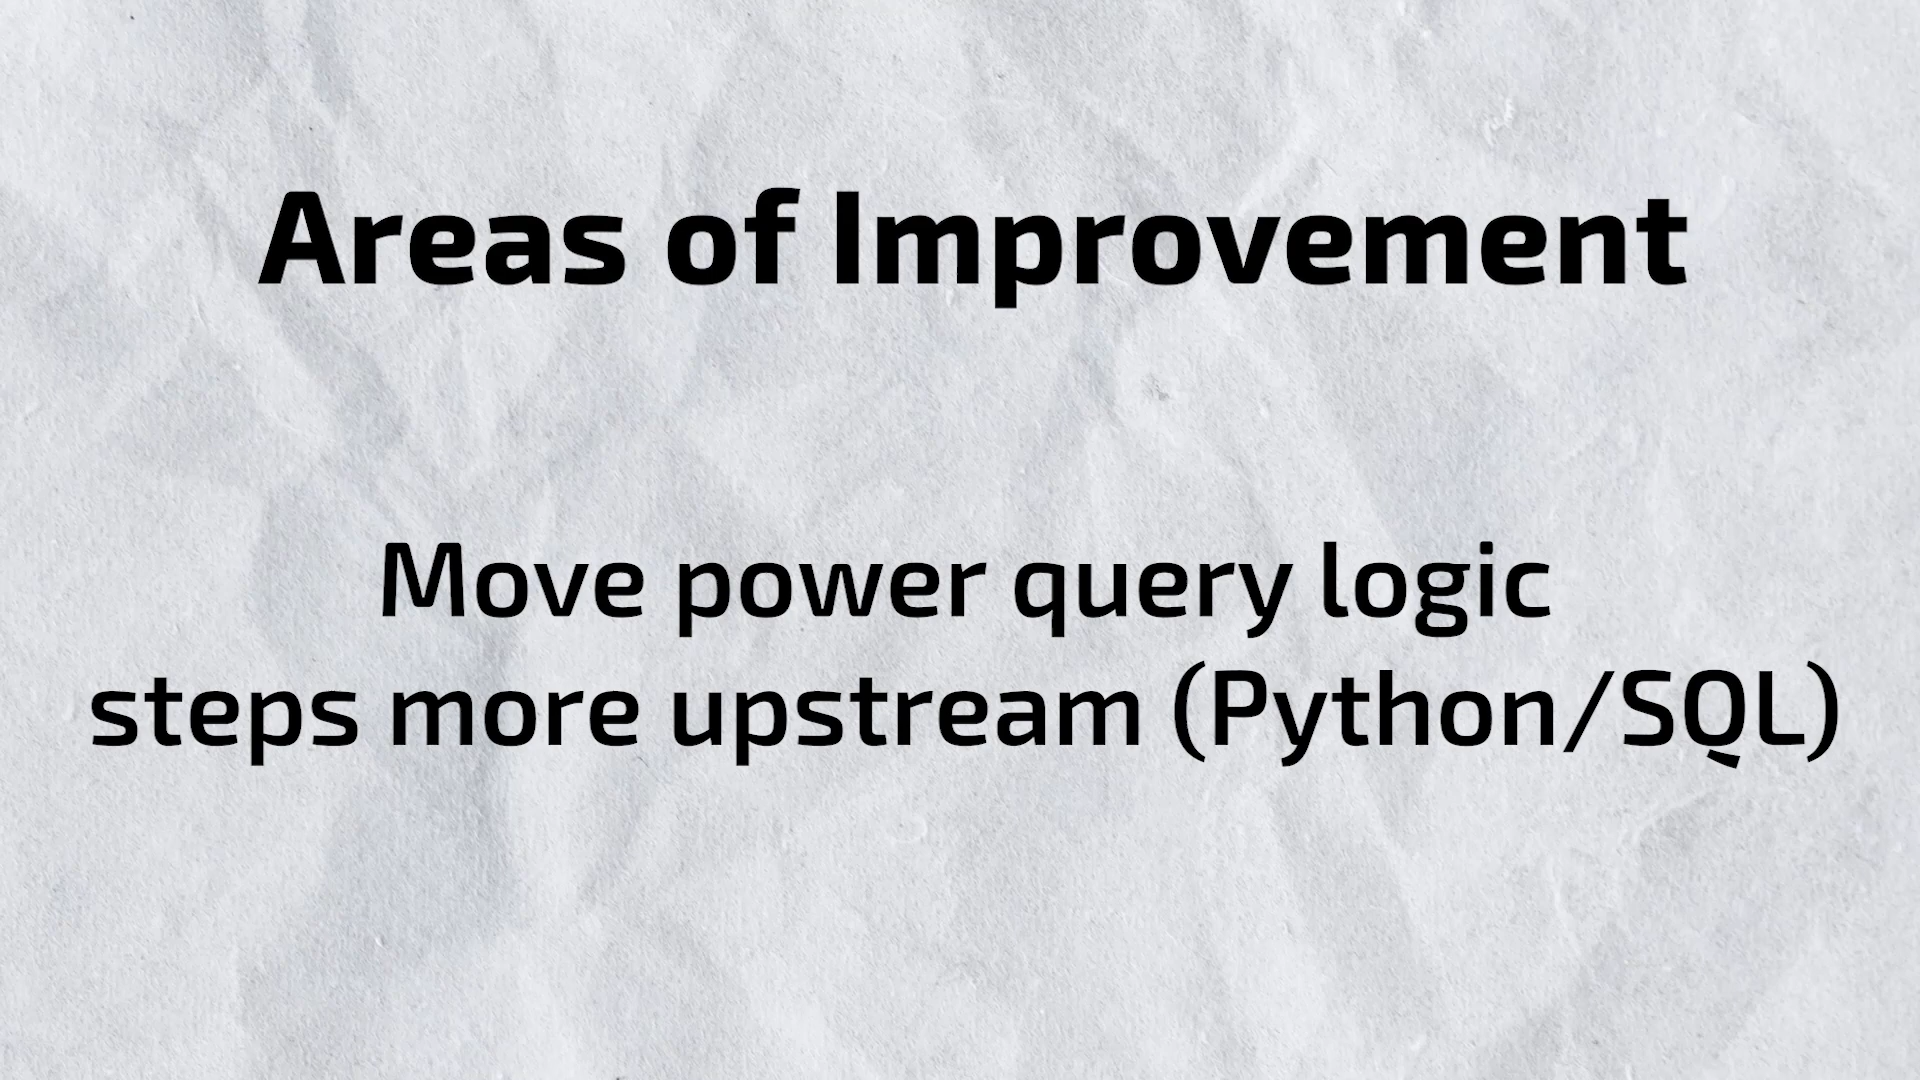 Areas of Improvement
Move power query logic
steps more upstream (Python/SQL)